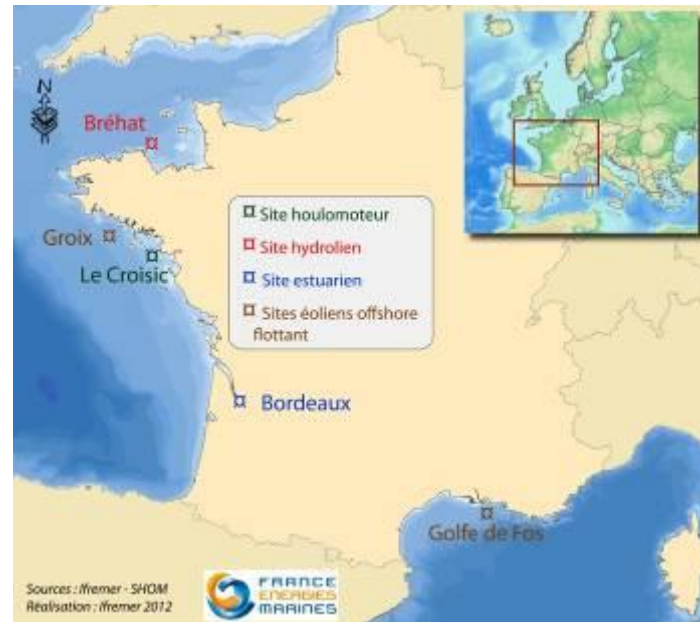 N
Bréhat
Groix
Le Croisic
Site houlomoteur
Site hydrolien
Site estuarien
Sites éoliens offshore
flottant
Bordeaux
Golfe de Fos
Sources : Ifremer - SHOM
Réalisation : Ifremer 2012
FRANCE
ENERGIES
MARINES